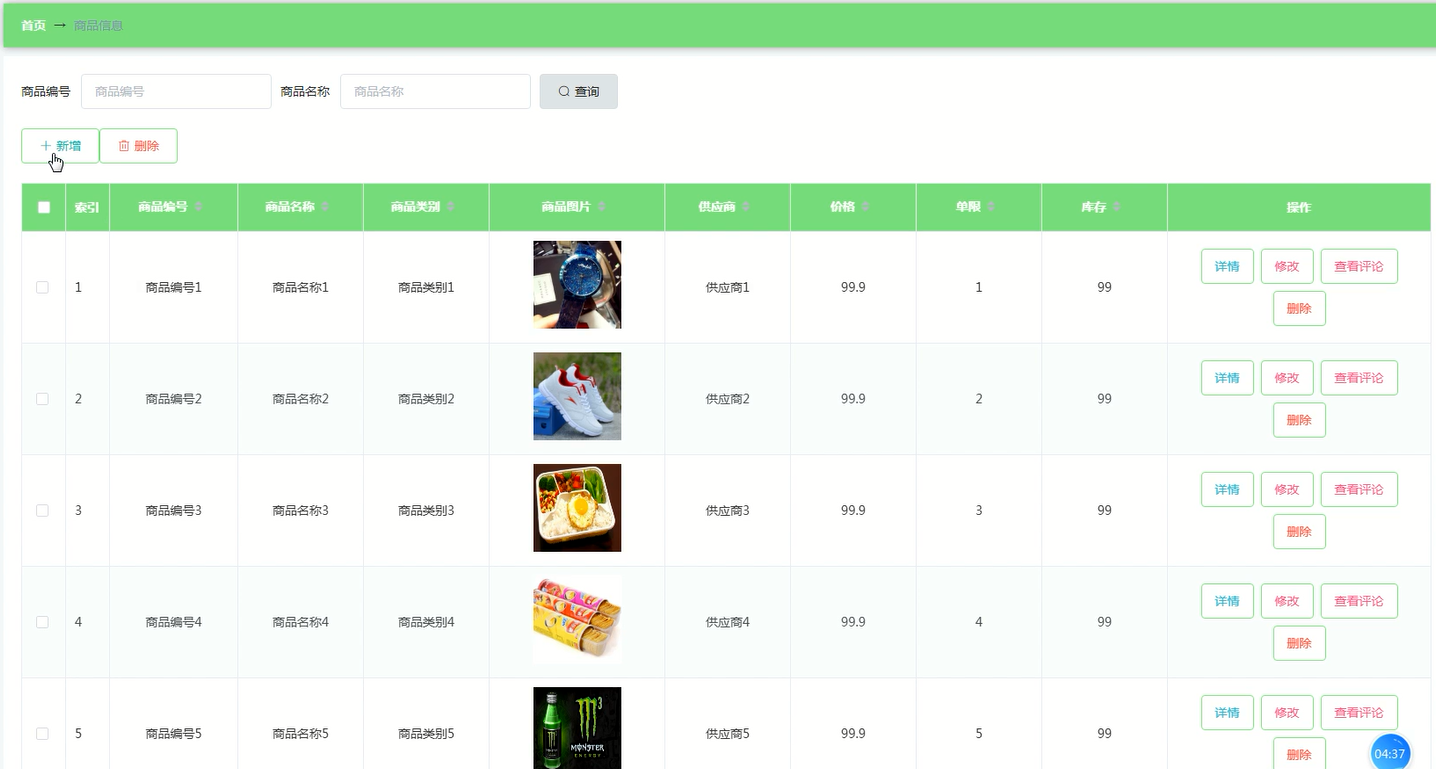 首页 → 商品信息
商品编号 商品编号 商品名称 商品名称 查询
新增 删除
索引 商品编号 商品名称 商品类别 商品图片 供应商 价格 单限 库存 操作
1 商品编号1 商品名称1 商品类别1 供应商1 99.9 1 99 详情 修改 查看评论
删除
2 商品编号2 商品名称2 商品类别2 供应商2 99.9 2 99 详情 修改 查看评论
删除
3 商品编号3 商品名称3 商品类别3 供应商3 99.9 3 99 详情 修改 查看评论
删除
4 商品编号4 商品名称4 商品类别4 供应商4 99.9 4 99 详情 修改 查看评论
删除
5 商品编号5 商品名称5 商品类别5 MONSTER ENERGY 供应商5 99.9 5 99 详情 修改 查看评论
删除 04:37